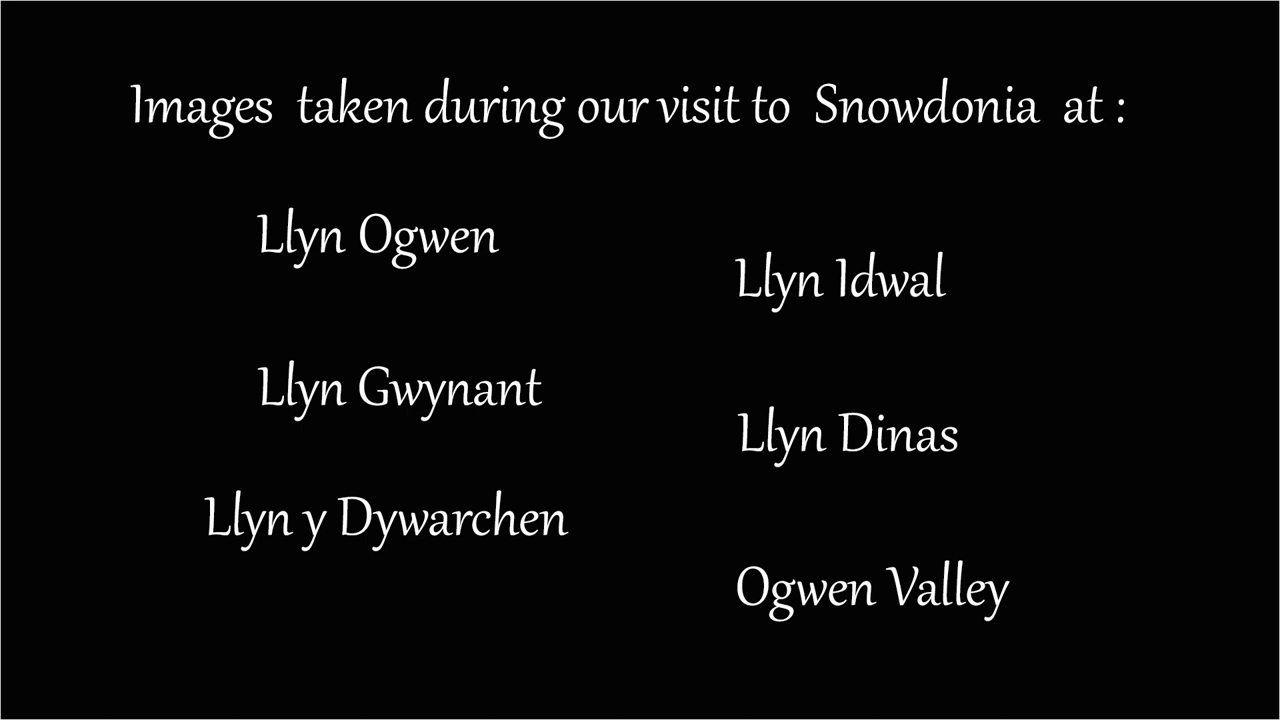 Images taken during our visit to Snowdonia at :
Llyn Ogwen
Llyn Idwal
Llyn Gwynant
Llyn Dinas
Llyn y Dywarchen
Ogwen Valley